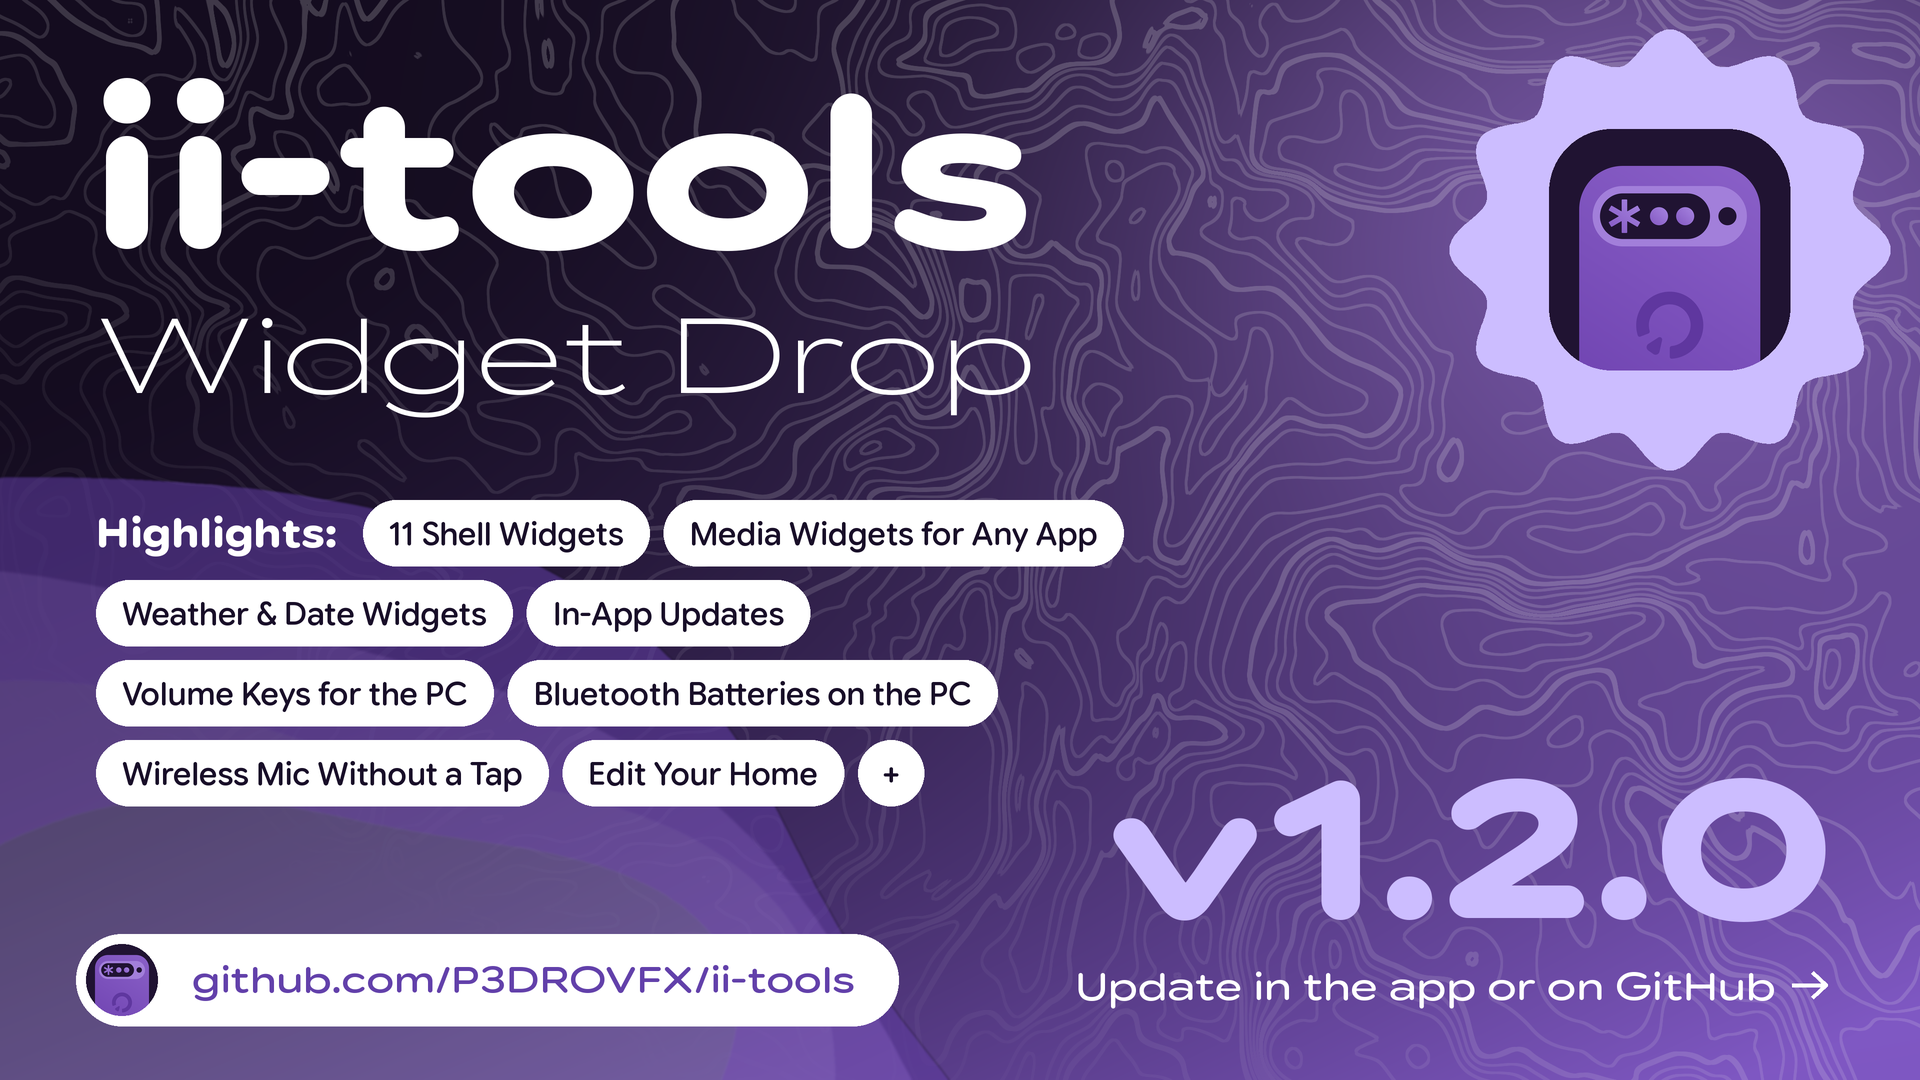 ii-tools
Widget Drop
Highlights: 11 Shell Widgets Media Widgets for Any App
Weather & Date Widgets In-App Updates
Volume Keys for the PC Bluetooth Batteries on the PC
Wireless Mic Without a Tap Edit Your Home +
v1.2.0
github.com/P3DROVFX/ii-tools
Update in the app or on GitHub →